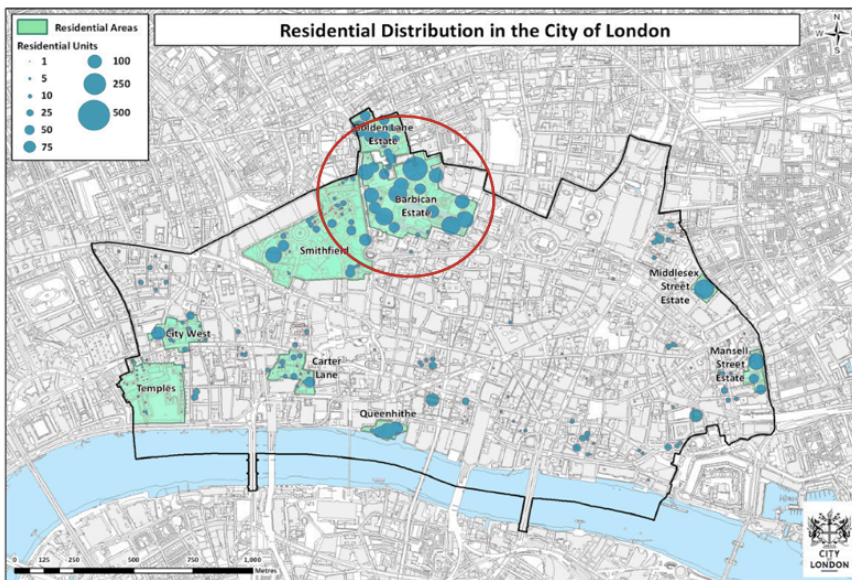 Residential Distribution in the City of London
N
W E
S
Residential Areas
Residential Units
1 100
5
10 250
25
50 500
75
Golden Lane
Estate
Barbican
Estate
Smithfield
Middlesex
Street
Estate
City West
Carter
Lane
Mansell
Street
Estate
Temples
Queenhithe
0 125 250 500 750 1,000
Metres
CITY
OF
LONDON